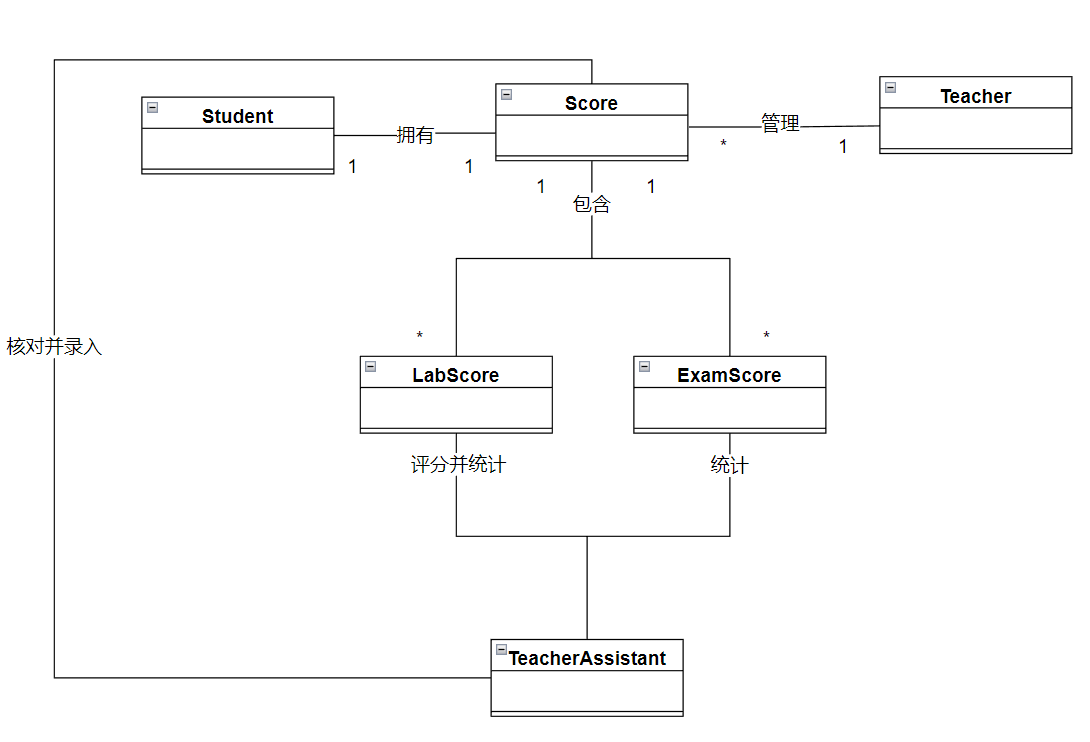 Student
Score
Teacher
拥有
管理
1
1
*
1
1
1
包含
核对并录入
*
*
LabScore
ExamScore
评分并统计
统计
TeacherAssistant